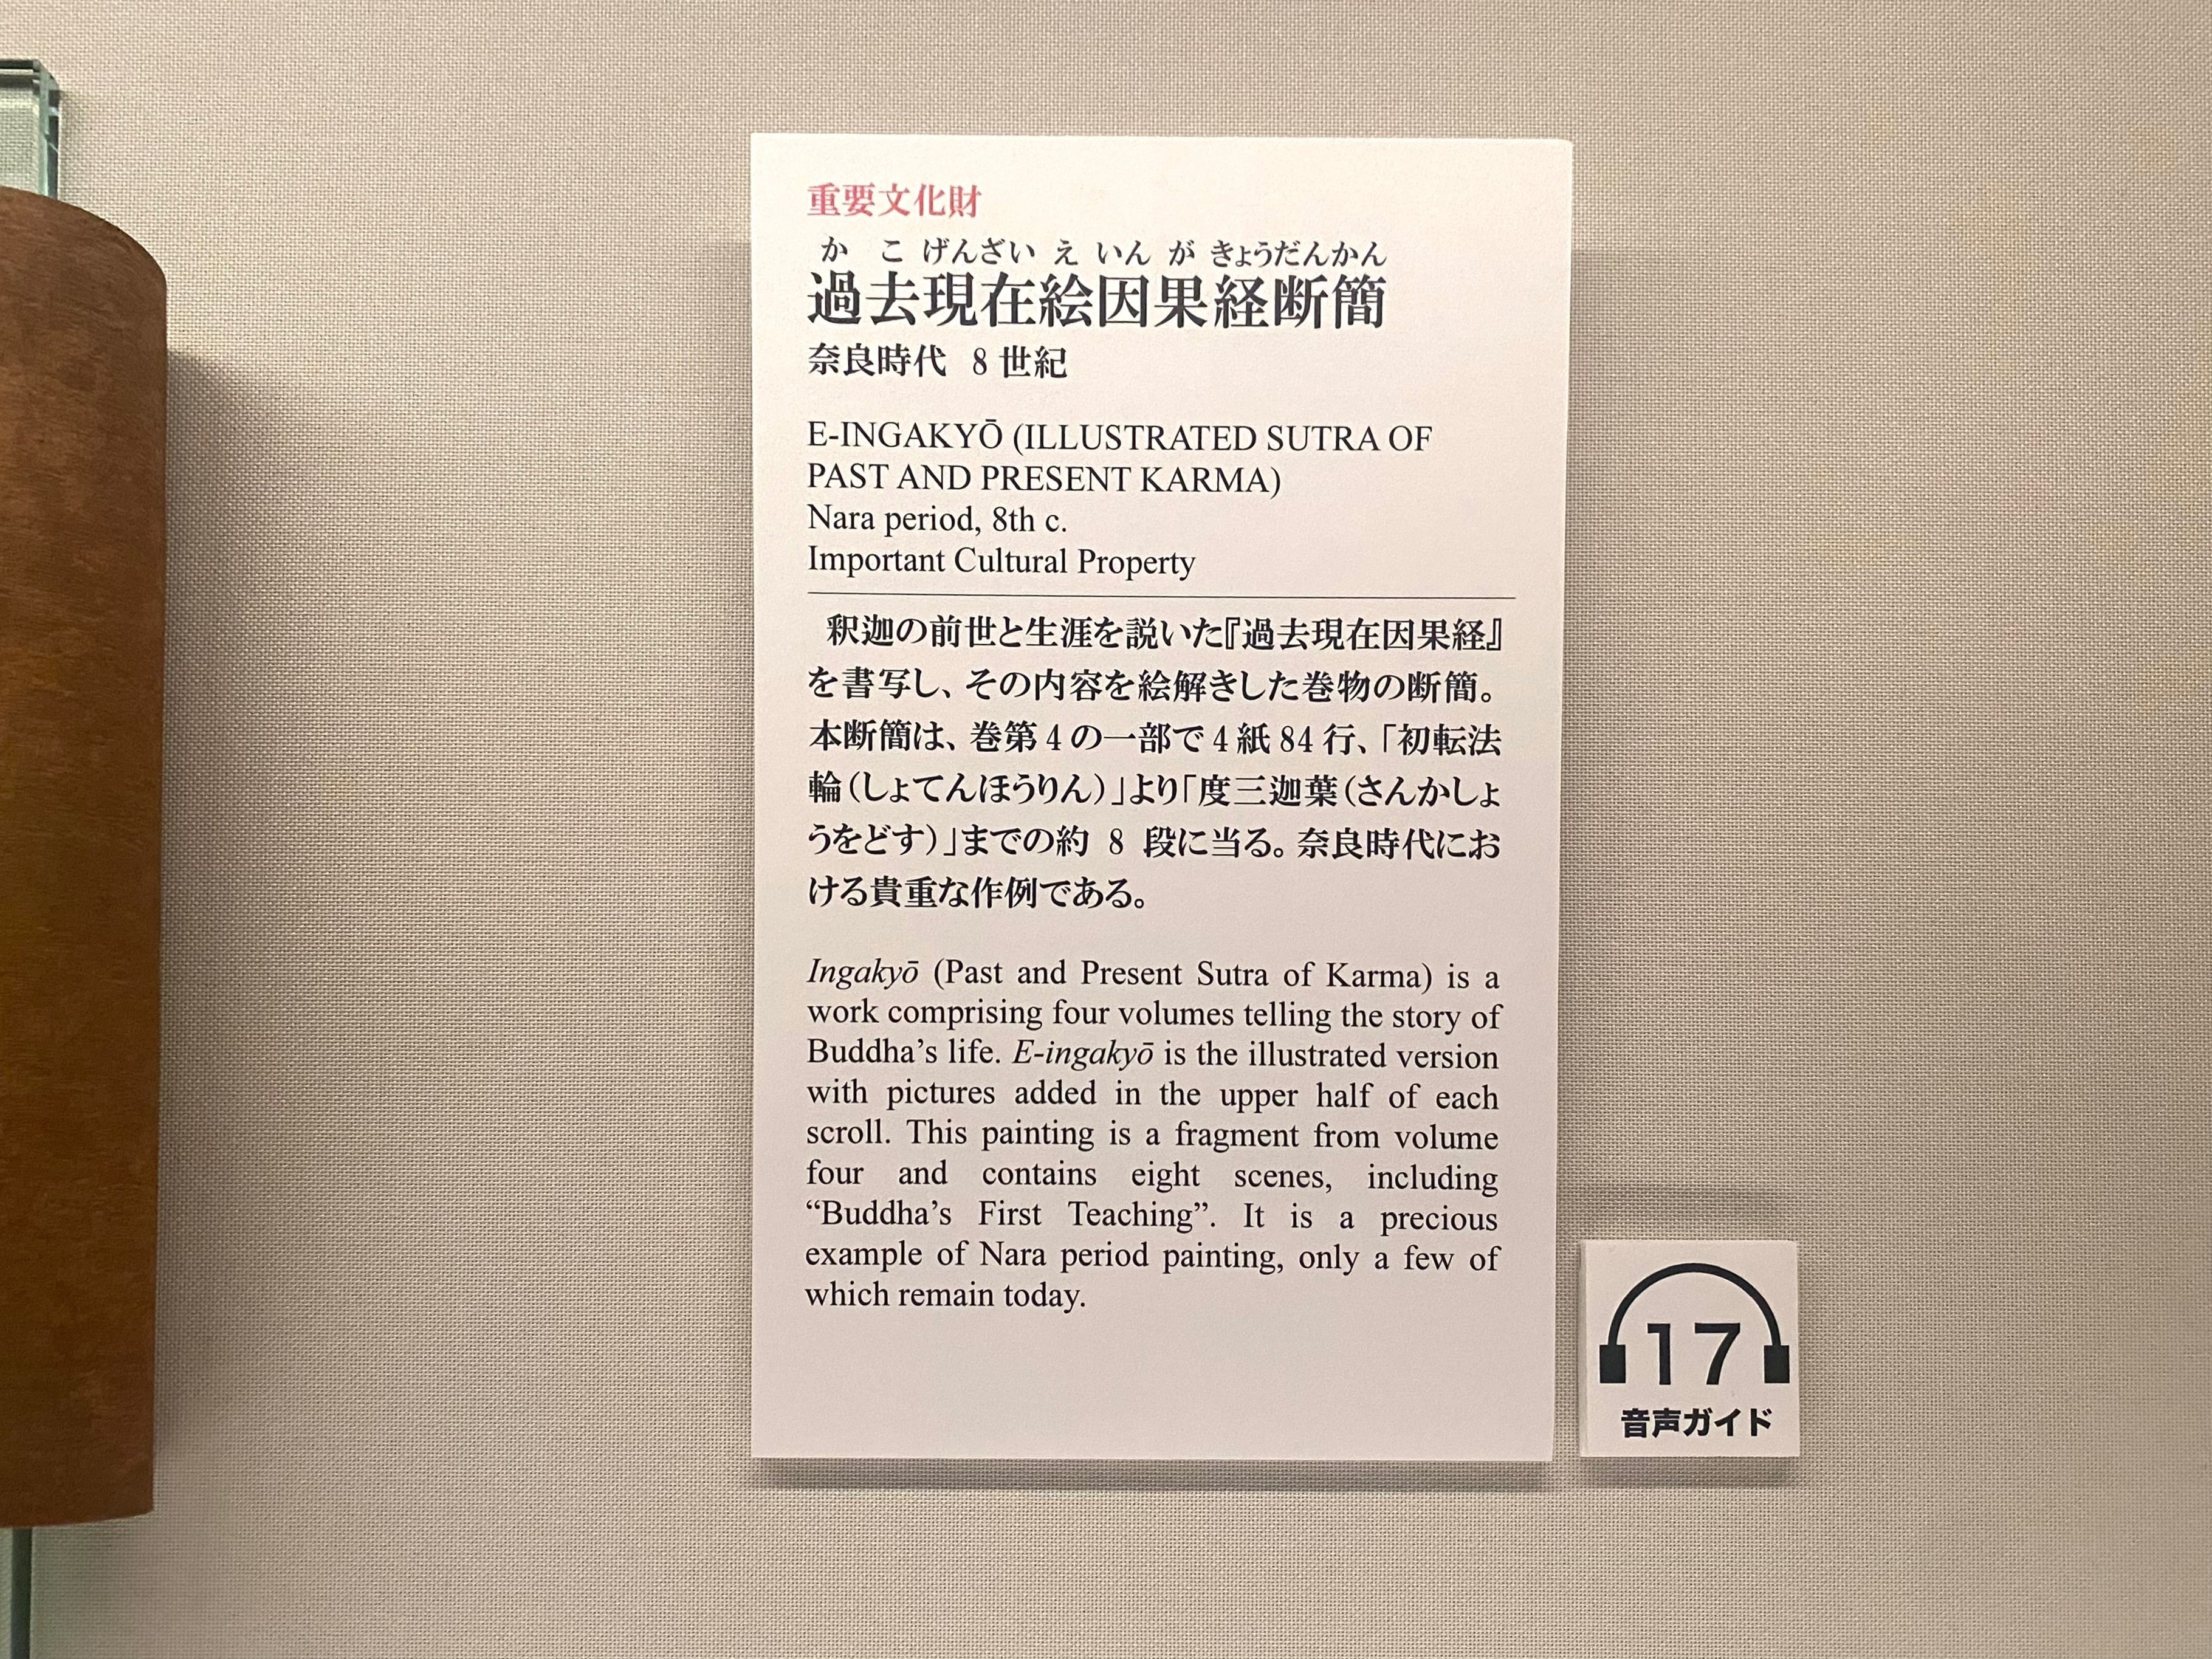 重要文化財
か こ げんざい え いん が きょうだんかん
過去現在絵因果経断簡
奈良時代 8 世紀
E-INGAKYŌ (ILLUSTRATED SUTRA OF
PAST AND PRESENT KARMA)
Nara period, 8th c.
Important Cultural Property
釈迦の前世と生涯を説いた『過去現在因果経』
を書写し、その内容を絵解きした巻物の断簡。
本断簡は、巻第 4 の一部で 4 紙 84 行、「初転法
輪（しょてんほうりん）」より「度三迦葉（さんかしょ
うをどす）」までの約 8 段に当る。奈良時代にお
ける貴重な作例である。
Ingakyō (Past and Present Sutra of Karma) is a
work comprising four volumes telling the story of
Buddha’s life. E-ingakyō is the illustrated version
with pictures added in the upper half of each
scroll. This painting is a fragment from volume
four and contains eight scenes, including
“Buddha’s First Teaching”. It is a precious
example of Nara period painting, only a few of
which remain today.
17
音声ガイド